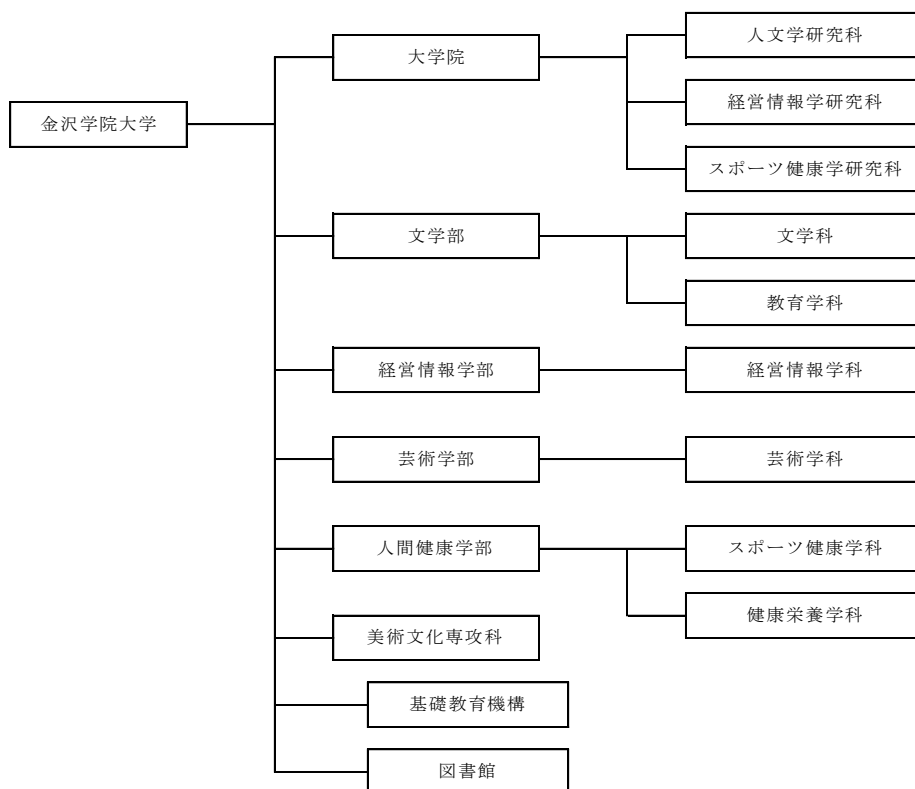 金沢学院大学
大学院
人文学研究科
経営情報学研究科
スポーツ健康学研究科
文学部
文学科
教育学科
経営情報学部
経営情報学科
芸術学部
芸術学科
人間健康学部
スポーツ健康学科
健康栄養学科
美術文化専攻科
基礎教育機構
図書館